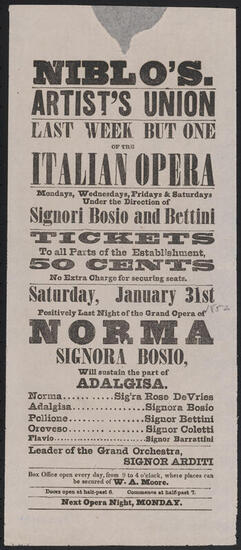 NIBLO'S.
ARTIST'S UNION
LAST WEEK BUT ONE
OF THE
ITALIAN OPERA
Mondays, Wednesdays, Fridays & Saturdays
Under the Direction of
Signori Bosio and Bettini
TICKETS
To all Parts of the Establishment,
50 CENTS
No Extra Charge for securing seats.
Saturday, January 31st
1852
Positively Last Night of the Grand Opera of
NORMA
SIGNORA BOSIO,
Will sustain the part of
ADALGISA.
Norma............Sig'ra Rose DeVries
Adalgisa..................Signora Bosio
Pollione..................Signor Bettini
Oroveso..................Signor Coletti
Flavio..................Signor Barrattini
Leader of the Grand Orchestra,
SIGNOR ARDITI
Box Office open every day, from 9 to 4 o'clock, where places can
be secured of W. A. Moore.
Doors open at half-past 6. Commence at half-past 7.
Next Opera Night, MONDAY.